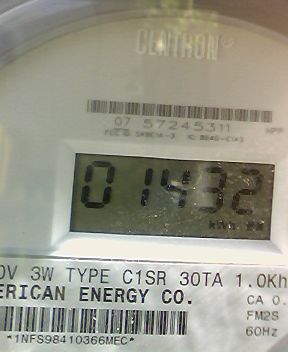 CENTRON
07 57245311
01432
0V 3W TYPE C1SR 30TA 1.0Kh
ERICAN ENERGY CO.
CA 0.
FM2S
60Hz
*1NFS98410366MEC*